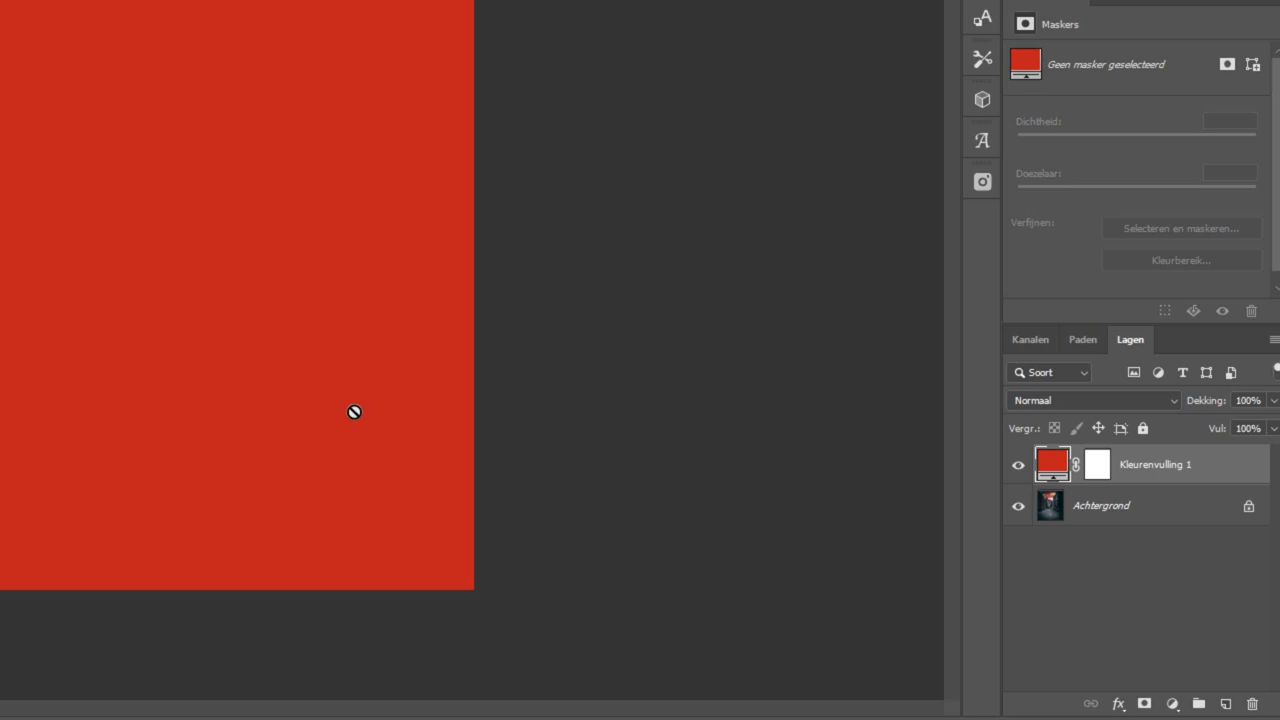 Maskers
Geen masker geselecteerd
Dichtheid:
Doezelaar:
Verfijnen:
Selecteren en maskeren...
Kleurbereik...
Kanalen Paden Lagen
Soort
Normaal Dekking: 100%
Vergr.: Vul: 100%
Kleurenvulling 1
Achtergrond
fx